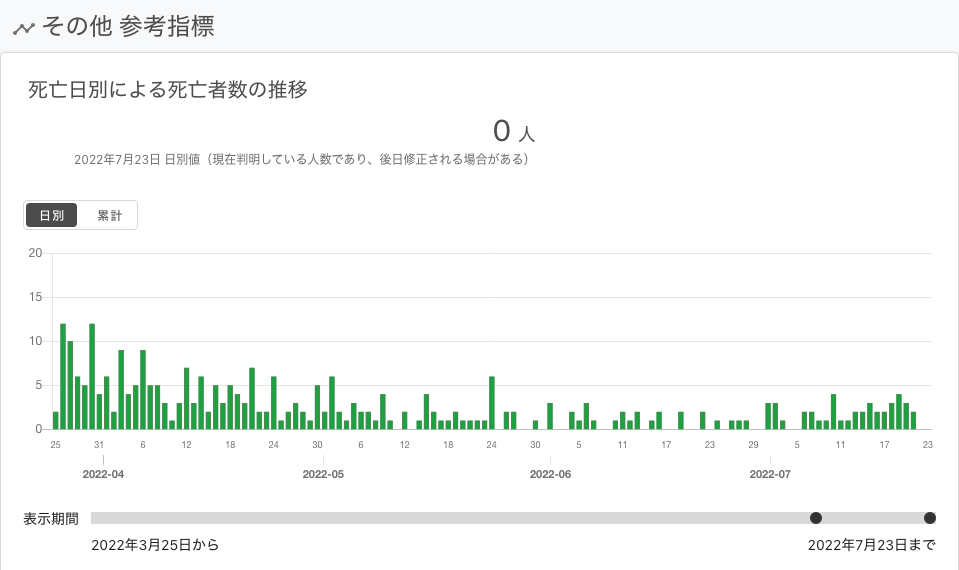 その他 参考指標
死亡日別による死亡者数の推移
0 人
2022年7月23日 日別値（現在判明している人数であり、後日修正される場合がある）
日別 累計
20
15
10
5
0
25 31 6 12 18 24 30 6 12 18 24 30 5 11 17 23 29 5 11 17 23
2022-04 2022-05 2022-06 2022-07
表示期間
2022年3月25日から 2022年7月23日まで